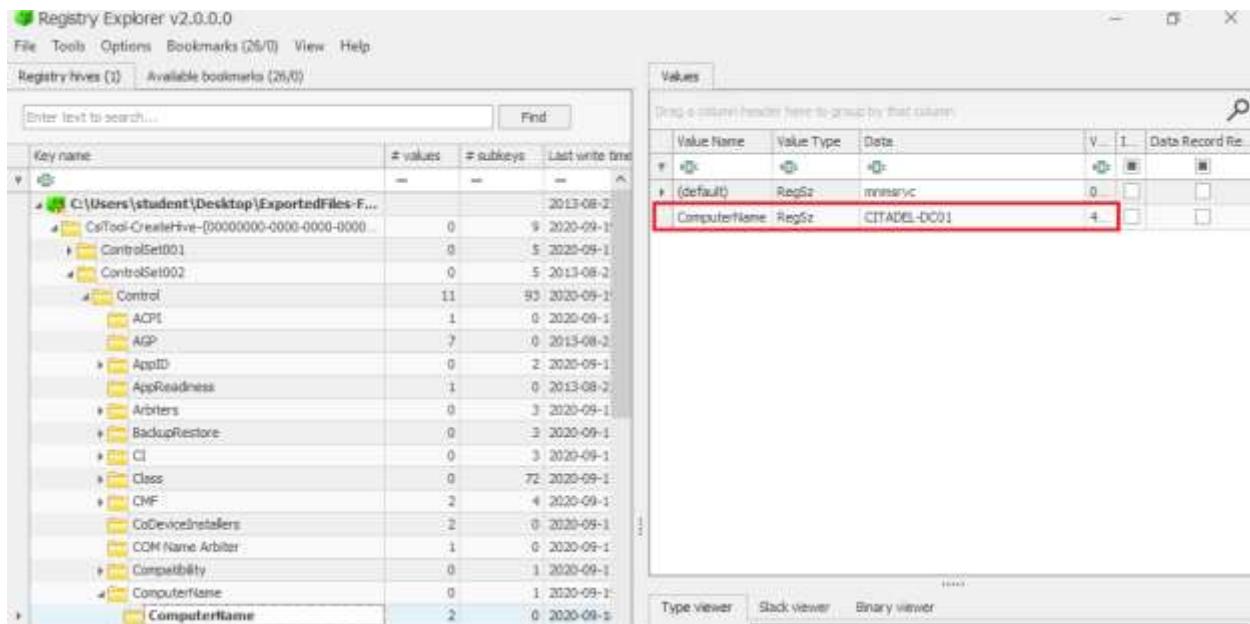 Registry Explorer v2.0.0.0
File Tools Options Bookmarks (26/0) View Help
Registry hives (1) Available bookmarks (26/0)
Enter text to search... Find
Key name # values # subkeys Last write time
C:\Users\student\Desktop\ExportedFiles-F... 2013-08-2
CsiTool-CreateHive-{00000000-0000-0000-0000... 0 9 2020-09-1
ControlSet001 0 5 2020-09-1
ControlSet002 0 5 2013-08-2
Control 11 93 2020-09-1
ACPI 1 0 2020-09-1
AGP 7 0 2013-08-2
AppID 0 2 2020-09-1
AppReadiness 1 0 2013-08-2
Arbiters 0 3 2020-09-1
BackupRestore 0 3 2020-09-1
CI 0 3 2020-09-1
Class 0 72 2020-09-1
CMF 2 4 2020-09-1
CoDeviceInstallers 2 0 2020-09-1
COM Name Arbiter 1 0 2020-09-1
Compatibility 0 1 2020-09-1
ComputerName 0 1 2020-09-1
ComputerName 2 0 2020-09-1
Values
Drag a column header here to group by that column
Value Name Value Type Data V... I... Data Record Re...
(default) RegSz mnmsrvc 0...
ComputerName RegSz CITADEL-DC01 4...
Type viewer Slack viewer Binary viewer